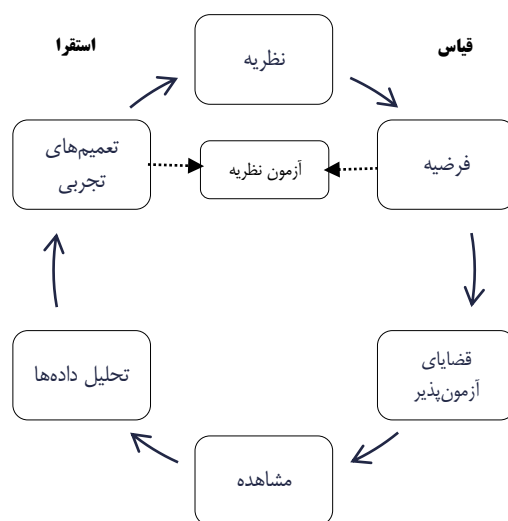 قیاس
استقرا
نظریه
فرضیه
آزمون نظریه
تعمیم‌های
تجربی
قضایای
آزمون‌پذیر
تحلیل داده‌ها
مشاهده